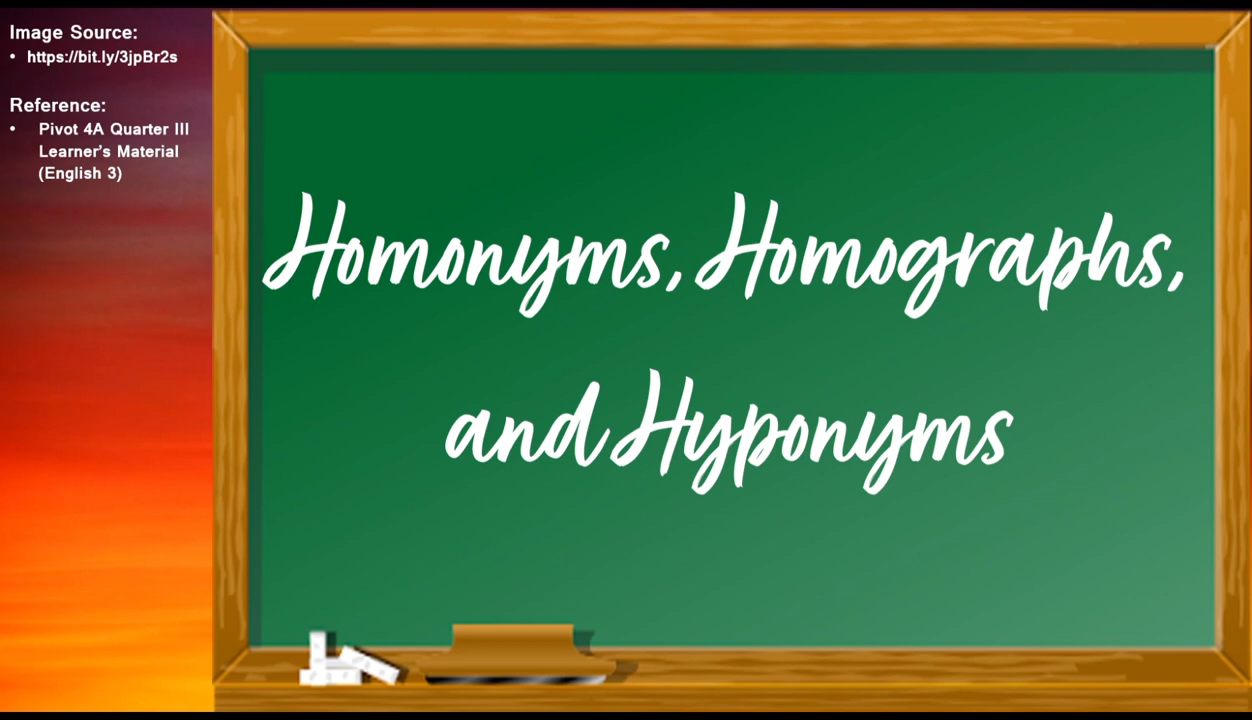 Image Source:
• https://bit.ly/3jpBr2s
Reference:
• Pivot 4A Quarter III
Learner's Material
(English 3)
Homonyms, Homographs,
and Hyponyms